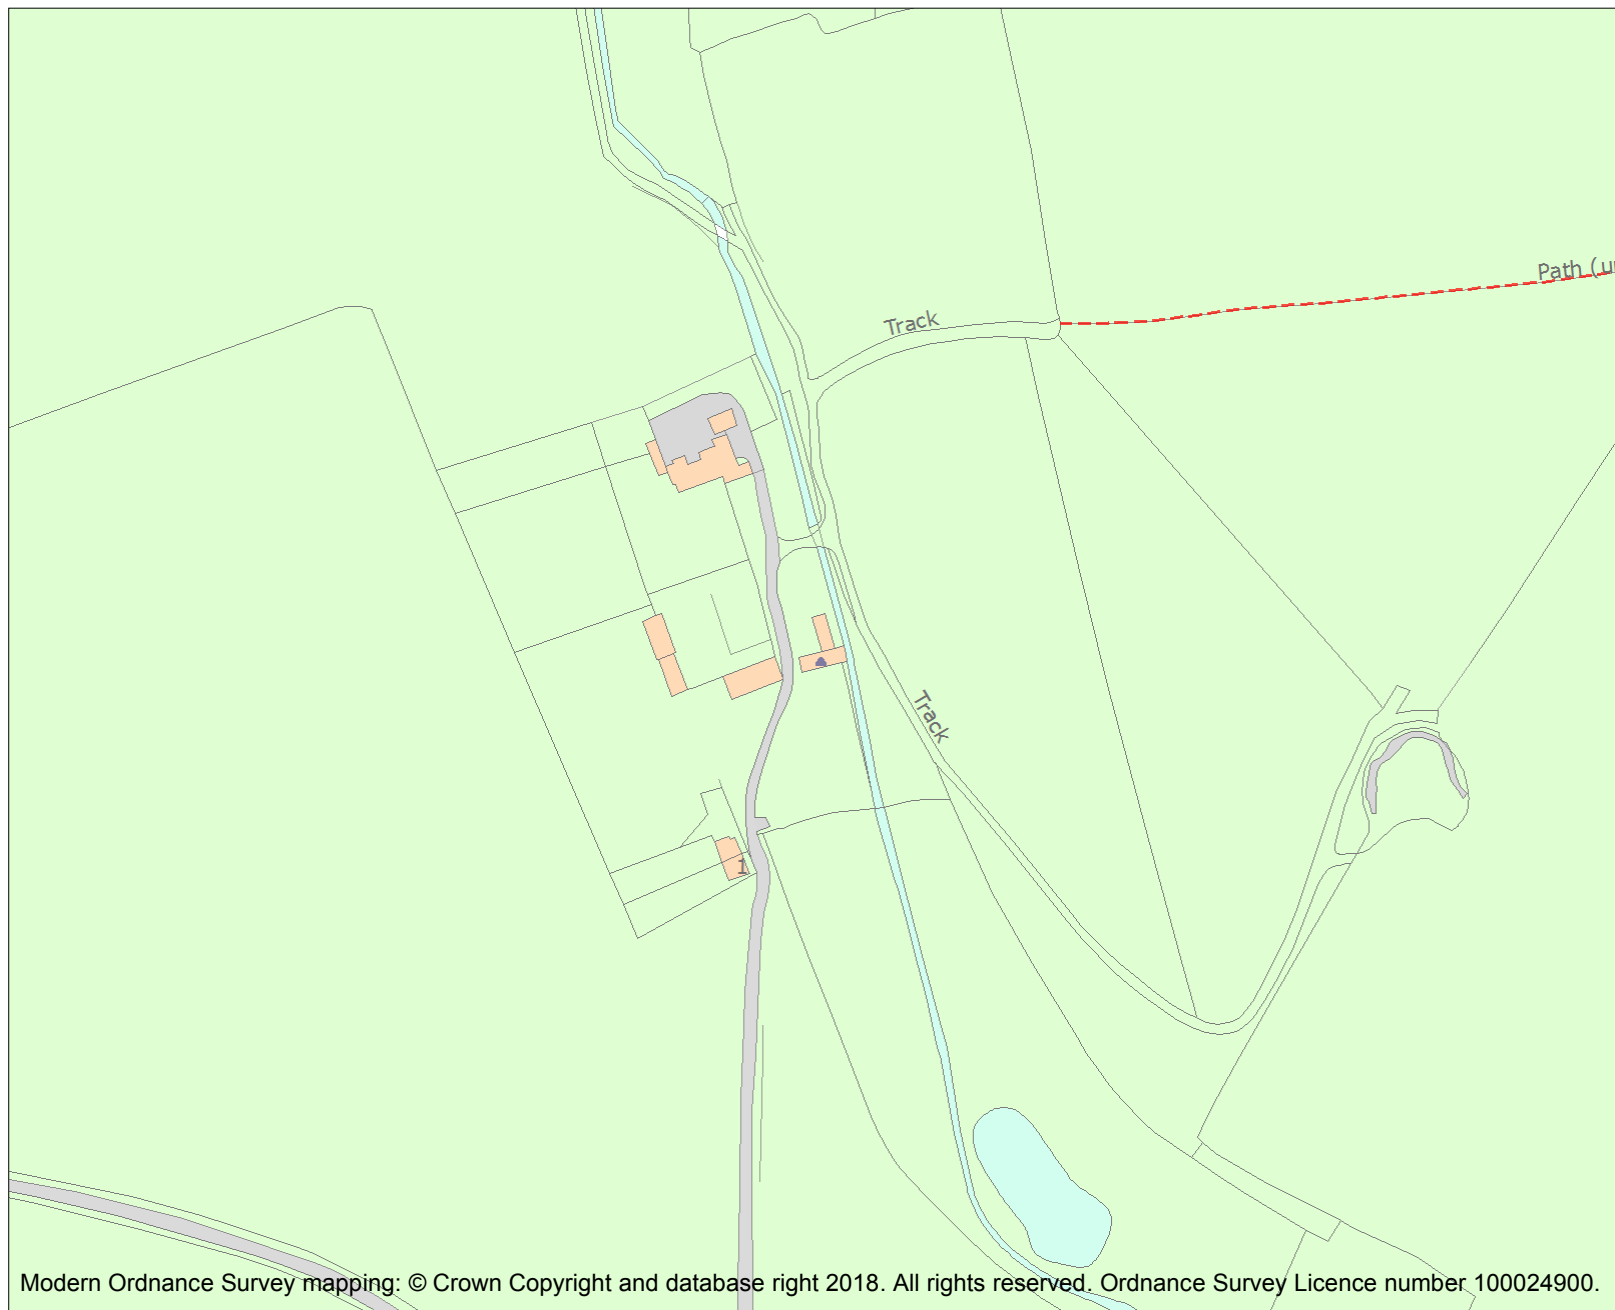 Path (u
Track
Track
1
Modern Ordnance Survey mapping: © Crown Copyright and database right 2018. All rights reserved. Ordnance Survey Licence number 100024900.